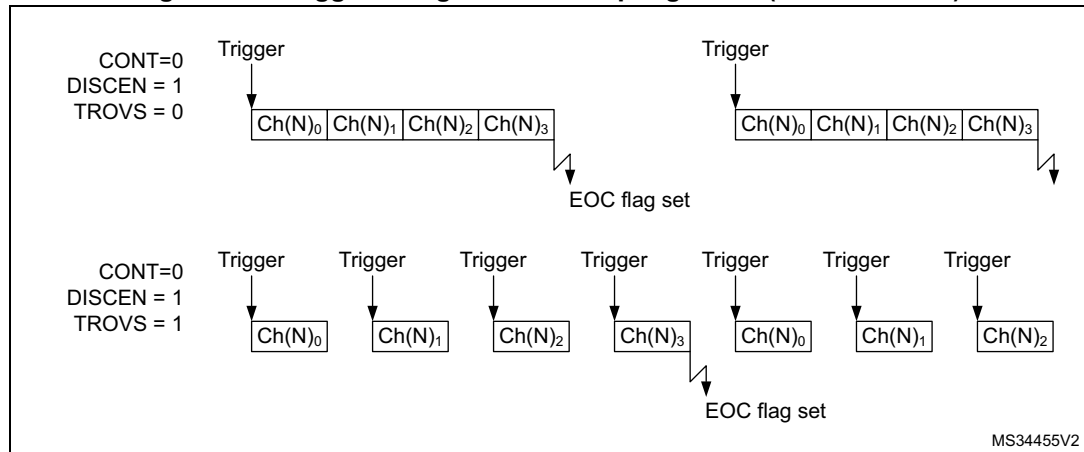 Trigger Trigger
CONT=0
DISCEN = 1
TROVS = 0
Ch(N)₀ Ch(N)₁ Ch(N)₂ Ch(N)₃ Ch(N)₀ Ch(N)₁ Ch(N)₂ Ch(N)₃
EOC flag set
Trigger Trigger Trigger Trigger Trigger Trigger Trigger
CONT=0
DISCEN = 1
TROVS = 1
Ch(N)₀ Ch(N)₁ Ch(N)₂ Ch(N)₃ Ch(N)₀ Ch(N)₁ Ch(N)₂
EOC flag set
MS34455V2